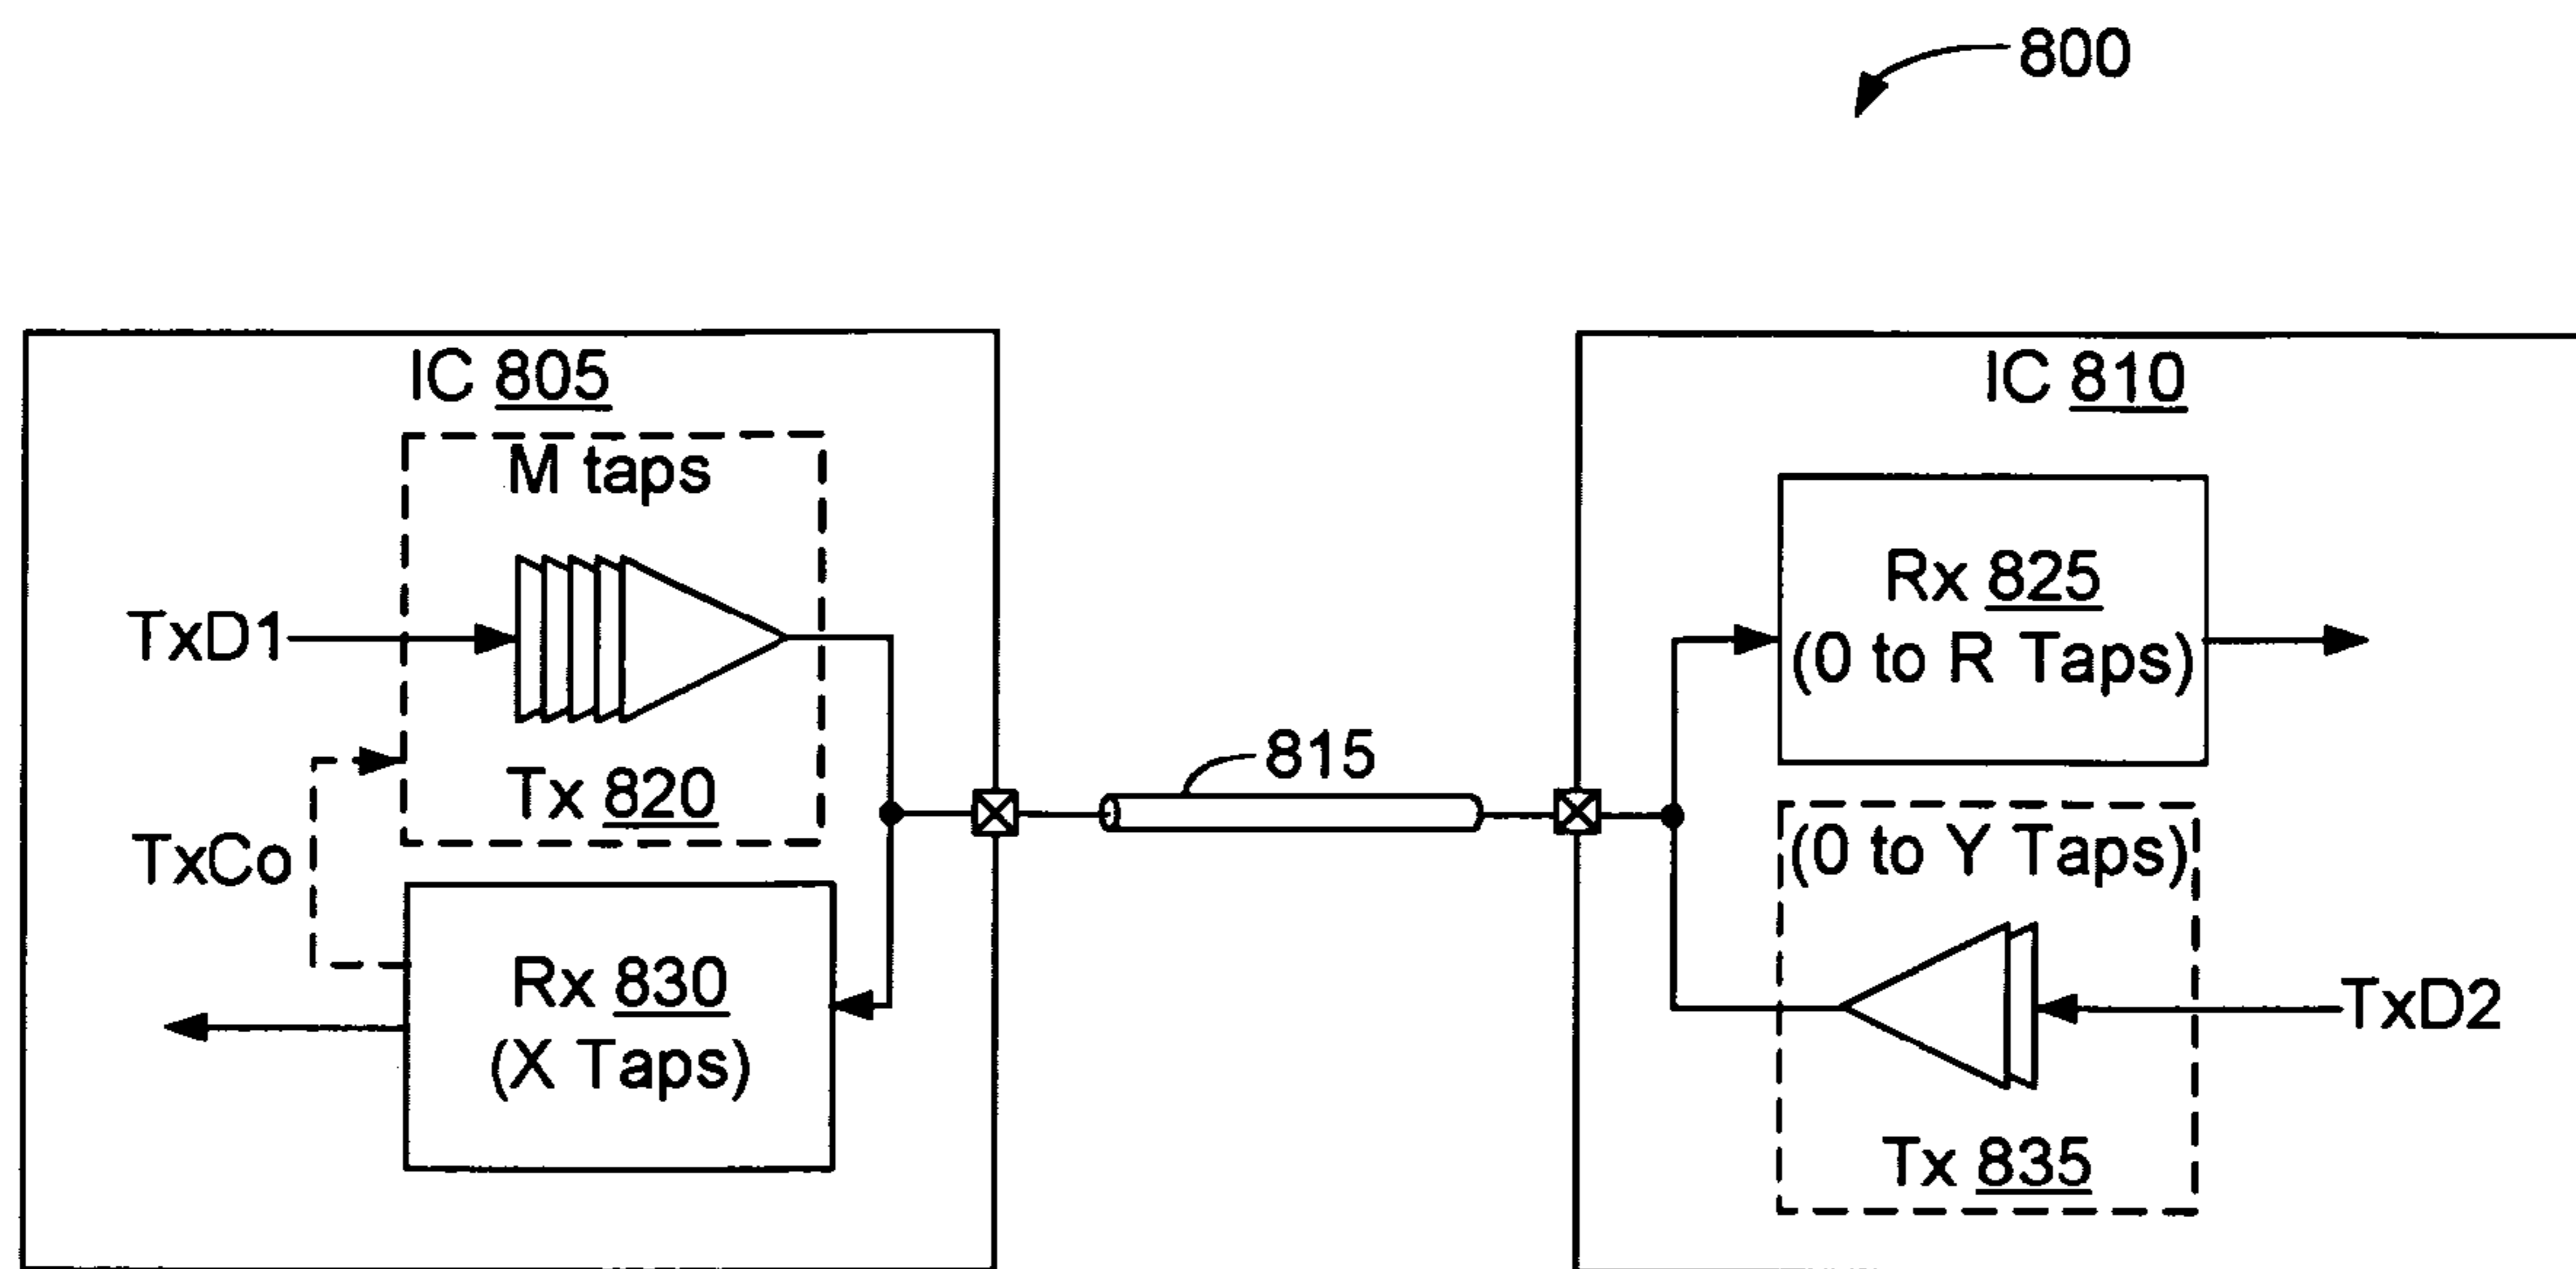 800
IC 805
M taps
TxD1
Tx 820
TxCo
Rx 830
(X Taps)
815
IC 810
Rx 825
(0 to R Taps)
(0 to Y Taps)
TxD2
Tx 835